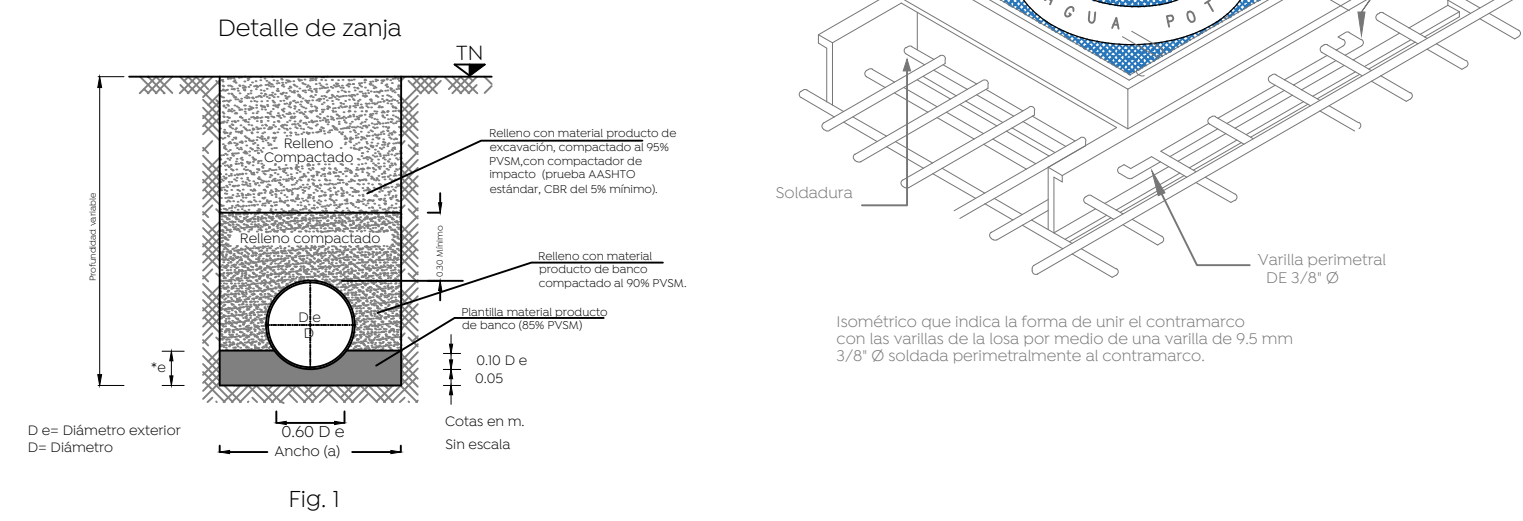 Detalle de zanja
TN
Relleno
Compactado
Relleno con material producto de
excavación, compactado al 95%
PVSM,con compactador de
impacto (prueba AASHTO
estándar, CBR del 5% mínimo).
Profundidad variable
Relleno compactado
0.30 Mínimo
Relleno con material
producto de banco
compactado al 90% PVSM.
D e
D
Plantilla material producto
de banco (85% PVSM)
*e
0.10 D e
0.05
0.60 D e
Ancho (a)
Cotas en m.
Sin escala
D e= Diámetro exterior
D= Diámetro
Fig. 1
AGUA POT
Soldadura
Varilla perimetral
DE 3/8" Ø
Isométrico que indica la forma de unir el contramarco
con las varillas de la losa por medio de una varilla de 9.5 mm
3/8" Ø soldada perimetralmente al contramarco.